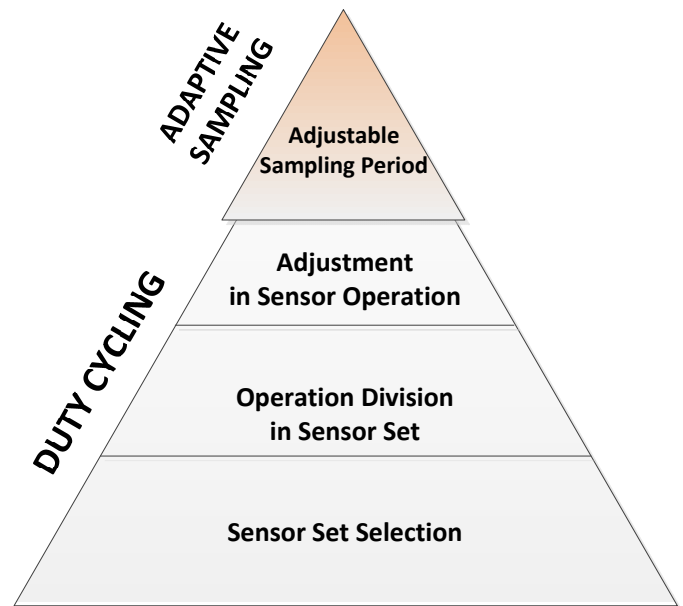 ADAPTIVE
SAMPLING
Adjustable
Sampling Period
Adjustment
in Sensor Operation
DUTY CYCLING
Operation Division
in Sensor Set
Sensor Set Selection